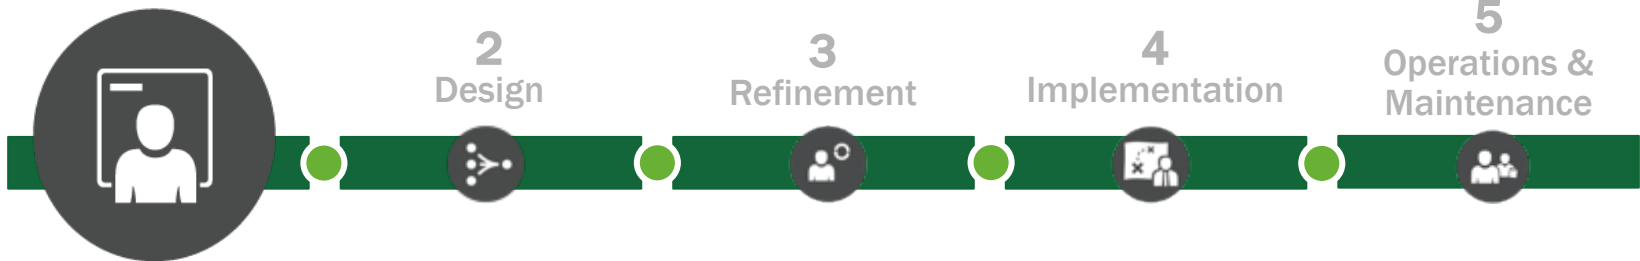 2
Design
3
Refinement
4
Implementation
5
Operations &
Maintenance